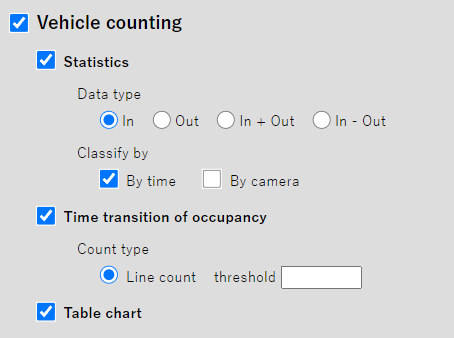 Vehicle counting
Statistics
Data type
In Out In + Out In - Out
Classify by
By time By camera
Time transition of occupancy
Count type
Line count threshold
Table chart